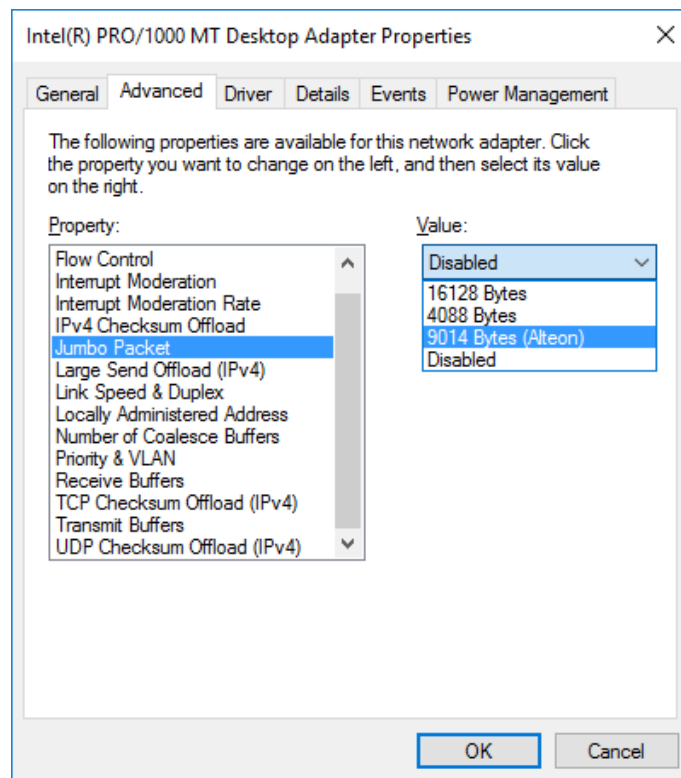 Intel(R) PRO/1000 MT Desktop Adapter Properties
General Advanced Driver Details Events Power Management
The following properties are available for this network adapter. Click
the property you want to change on the left, and then select its value
on the right.
Property:
Flow Control
Interrupt Moderation
Interrupt Moderation Rate
IPv4 Checksum Offload
Jumbo Packet
Large Send Offload (IPv4)
Link Speed & Duplex
Locally Administered Address
Number of Coalesce Buffers
Priority & VLAN
Receive Buffers
TCP Checksum Offload (IPv4)
Transmit Buffers
UDP Checksum Offload (IPv4)
Value:
Disabled
16128 Bytes
4088 Bytes
9014 Bytes (Alteon)
Disabled
OK Cancel